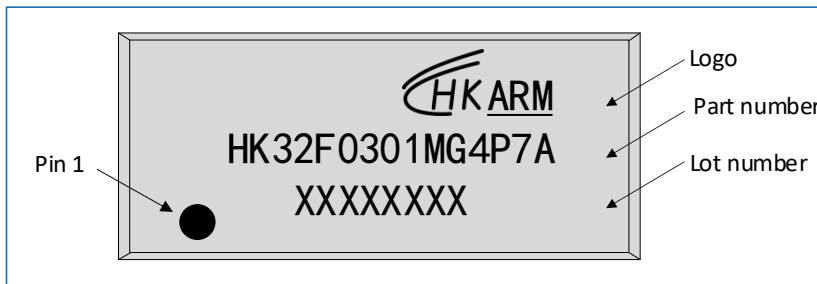 HKARM
Logo
HK32F0301MG4P7A
Part number
Pin 1
XXXXXXXX
Lot number